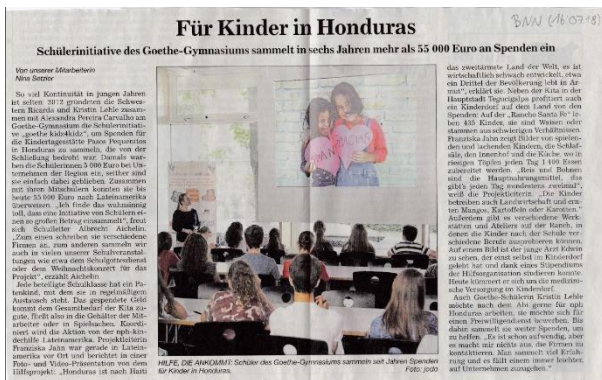 BNN (16.07.18)
Für Kinder in Honduras
Schülerinitiative des Goethe-Gymnasiums sammelt in sechs Jahren mehr als 55 000 Euro an Spenden ein
Von unserer Mitarbeiterin
Nina Setzler
So viel Kontinuität in jungen Jahren
ist selten: 2012 gründeten die Schwes-
tern Ricarda und Kristin Lehle zusam-
men mit Alexandra Pereira Carvalho am
Goethe-Gymnasium die Schülerinitiati-
ve „goethe kids4kidz“, um Spenden für
die Kindertagesstätte Pasos Pequenitos
in Honduras zu sammeln, die von der
Schließung bedroht war. Damals war-
ben die Schülerinnen 5 000 Euro bei Un-
ternehmen der Region ein, seither sind
sie einfach dabei geblieben. Zusammen
mit ihren Mitschülern konnten sie bis
heute 55 000 Euro nach Lateinamerika
überweisen. „Ich finde das wahnsinnig
toll, dass eine Initiative von Schülern ei-
nen so großen Betrag einsammelt“, freut
sich Schulleiter Albrecht Aichelin.
„Zum einen schreiben sie verschiedene
Firmen an, zum anderen sammeln wir
auch in vielen unserer Schulveranstal-
tungen wie etwa dem Schulgottesdienst
oder dem Weihnachtskonzert für das
Projekt“, erzählt Aichelin.
Jede beteiligte Schulklasse hat ein Pa-
tenkind, mit dem sie in regelmäßigem
Austausch steht. Das gespendete Geld
kommt dem Gesamtbedarf der Kita zu-
gute, fließt also in die Gehälter der Mit-
arbeiter oder in Spielsachen. Koordi-
niert wird die Aktion von der nph-kin-
derhilfe Lateinamerika. Projektleiterin
Franziska Jahn war gerade in Latein-
amerika vor Ort und berichtet in einer
Foto- und Video-Präsentation von dem
Hilfsprojekt: „Honduras ist nach Haiti
HILFE, DIE ANKOMMT: Schüler des Goethe-Gymnasiums sammeln seit Jahren Spenden
für Kinder in Honduras. Foto: jodo
das zweitärmste Land der Welt, es ist
wirtschaftlich schwach entwickelt, etwa
ein Drittel der Bevölkerung lebt in Ar-
mut“, erklärt sie. Neben der Kita in der
Hauptstadt Tegucigalpa profitiert auch
ein Kinderdorf auf dem Land von den
Spenden: Auf der „Rancho Santa Fe“ le-
ben 435 Kinder, sie sind Waisen oder
stammen aus schwierigen Verhältnissen.
Franziska Jahn zeigt Bilder von spielen-
den und lachenden Kindern, die Schlaf-
säle, den Innenhof und die Küche, wo in
riesigen Töpfen jeden Tag 1 400 Essen
zubereitet werden. „Reis und Bohnen
sind die Hauptnahrungsmittel, das
gibt’s jeden Tag mindestens zweimal“,
weiß die Projektleiterin. „Die Kinder
betreiben auch Landwirtschaft und ern-
ten Mangos, Kartoffeln oder Karotten.“
Außerdem gibt es verschiedene Werk-
stätten und Ateliers auf der Ranch, in
denen die Kinder nach der Schule ver-
schiedene Berufe ausprobieren können.
Auf einem Bild ist der junge Arzt Edwin
zu sehen, der einst selbst im Kinderdorf
gelebt hat und dank eines Stipendiums
der Hilfsorganisation studieren konnte.
Heute kümmert er sich um die medizini-
sche Versorgung im Kinderdorf.
Auch Goethe-Schülerin Kristin Lehle
möchte nach dem Abi gerne für nph
Honduras arbeiten, sie möchte sich für
einen Freiwilligendienst bewerben. Bis
dahin sammelt sie weiter Spenden, um
zu helfen. „Es ist schon aufwendig, aber
es macht mir nichts aus, die Firmen zu
kontaktieren. Man sammelt viel Erfah-
rung und es fällt einem immer leichter,
auf Unternehmen zuzugehen.“